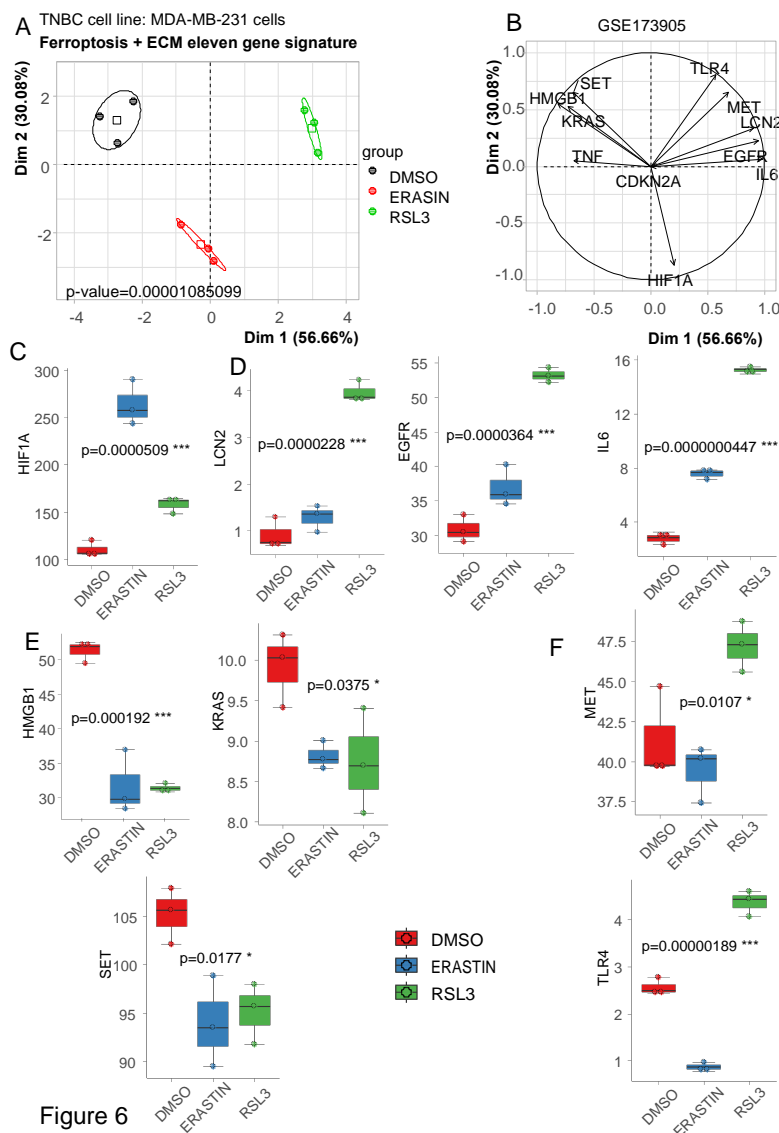 A
TNBC cell line: MDA-MB-231 cells
Ferroptosis + ECM eleven gene signature
Dim 2 (30.08%)
2
0
-2
-4
-2
0
2
4
p-value=0.00001085099
Dim 1 (56.66%)
group
DMSO
ERASIN
RSL3
B
GSE173905
Dim 2 (30.08%)
1.0
0.5
0.0
-0.5
-1.0
-1.0
-0.5
0.0
0.5
1.0
TLR4
SET
HMGB1
KRAS
MET
LCN2
TNF
EGFR
IL6
CDKN2A
HIF1A
Dim 1 (56.66%)
C
HIF1A
300
250
200
150
100
p=0.0000509 ***
DMSO
ERASTIN
RSL3
D
LCN2
4
3
2
1
p=0.0000228 ***
DMSO
ERASTIN
RSL3
EGFR
55
50
45
40
35
30
p=0.0000364 ***
DMSO
ERASTIN
RSL3
IL6
16
12
8
4
p=0.0000000447 ***
DMSO
ERASTIN
RSL3
E
HMGB1
50
45
40
35
30
p=0.000192 ***
DMSO
ERASTIN
RSL3
KRAS
10.0
9.5
9.0
8.5
8.0
p=0.0375 *
DMSO
ERASTIN
RSL3
F
MET
47.5
45.0
42.5
40.0
37.5
p=0.0107 *
DMSO
ERASTIN
RSL3
SET
105
100
95
90
p=0.0177 *
DMSO
ERASTIN
RSL3
DMSO
ERASTIN
RSL3
TLR4
4
3
2
1
p=0.00000189 ***
DMSO
ERASTIN
RSL3
Figure 6